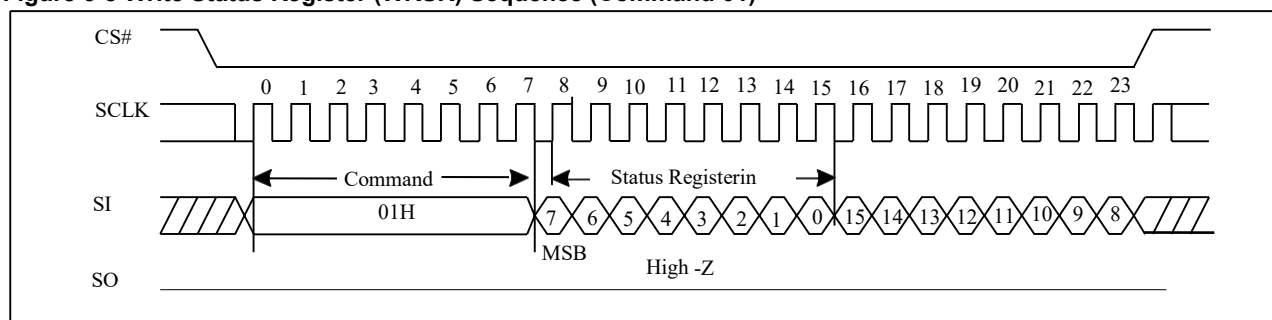 CS#
0 1 2 3 4 5 6 7 8 9 10 11 12 13 14 15 16 17 18 19 20 21 22 23
SCLK
Command
Status Registerin
SI
01H
7 6 5 4 3 2 1 0 15 14 13 12 11 10 9 8
MSB
High -Z
SO